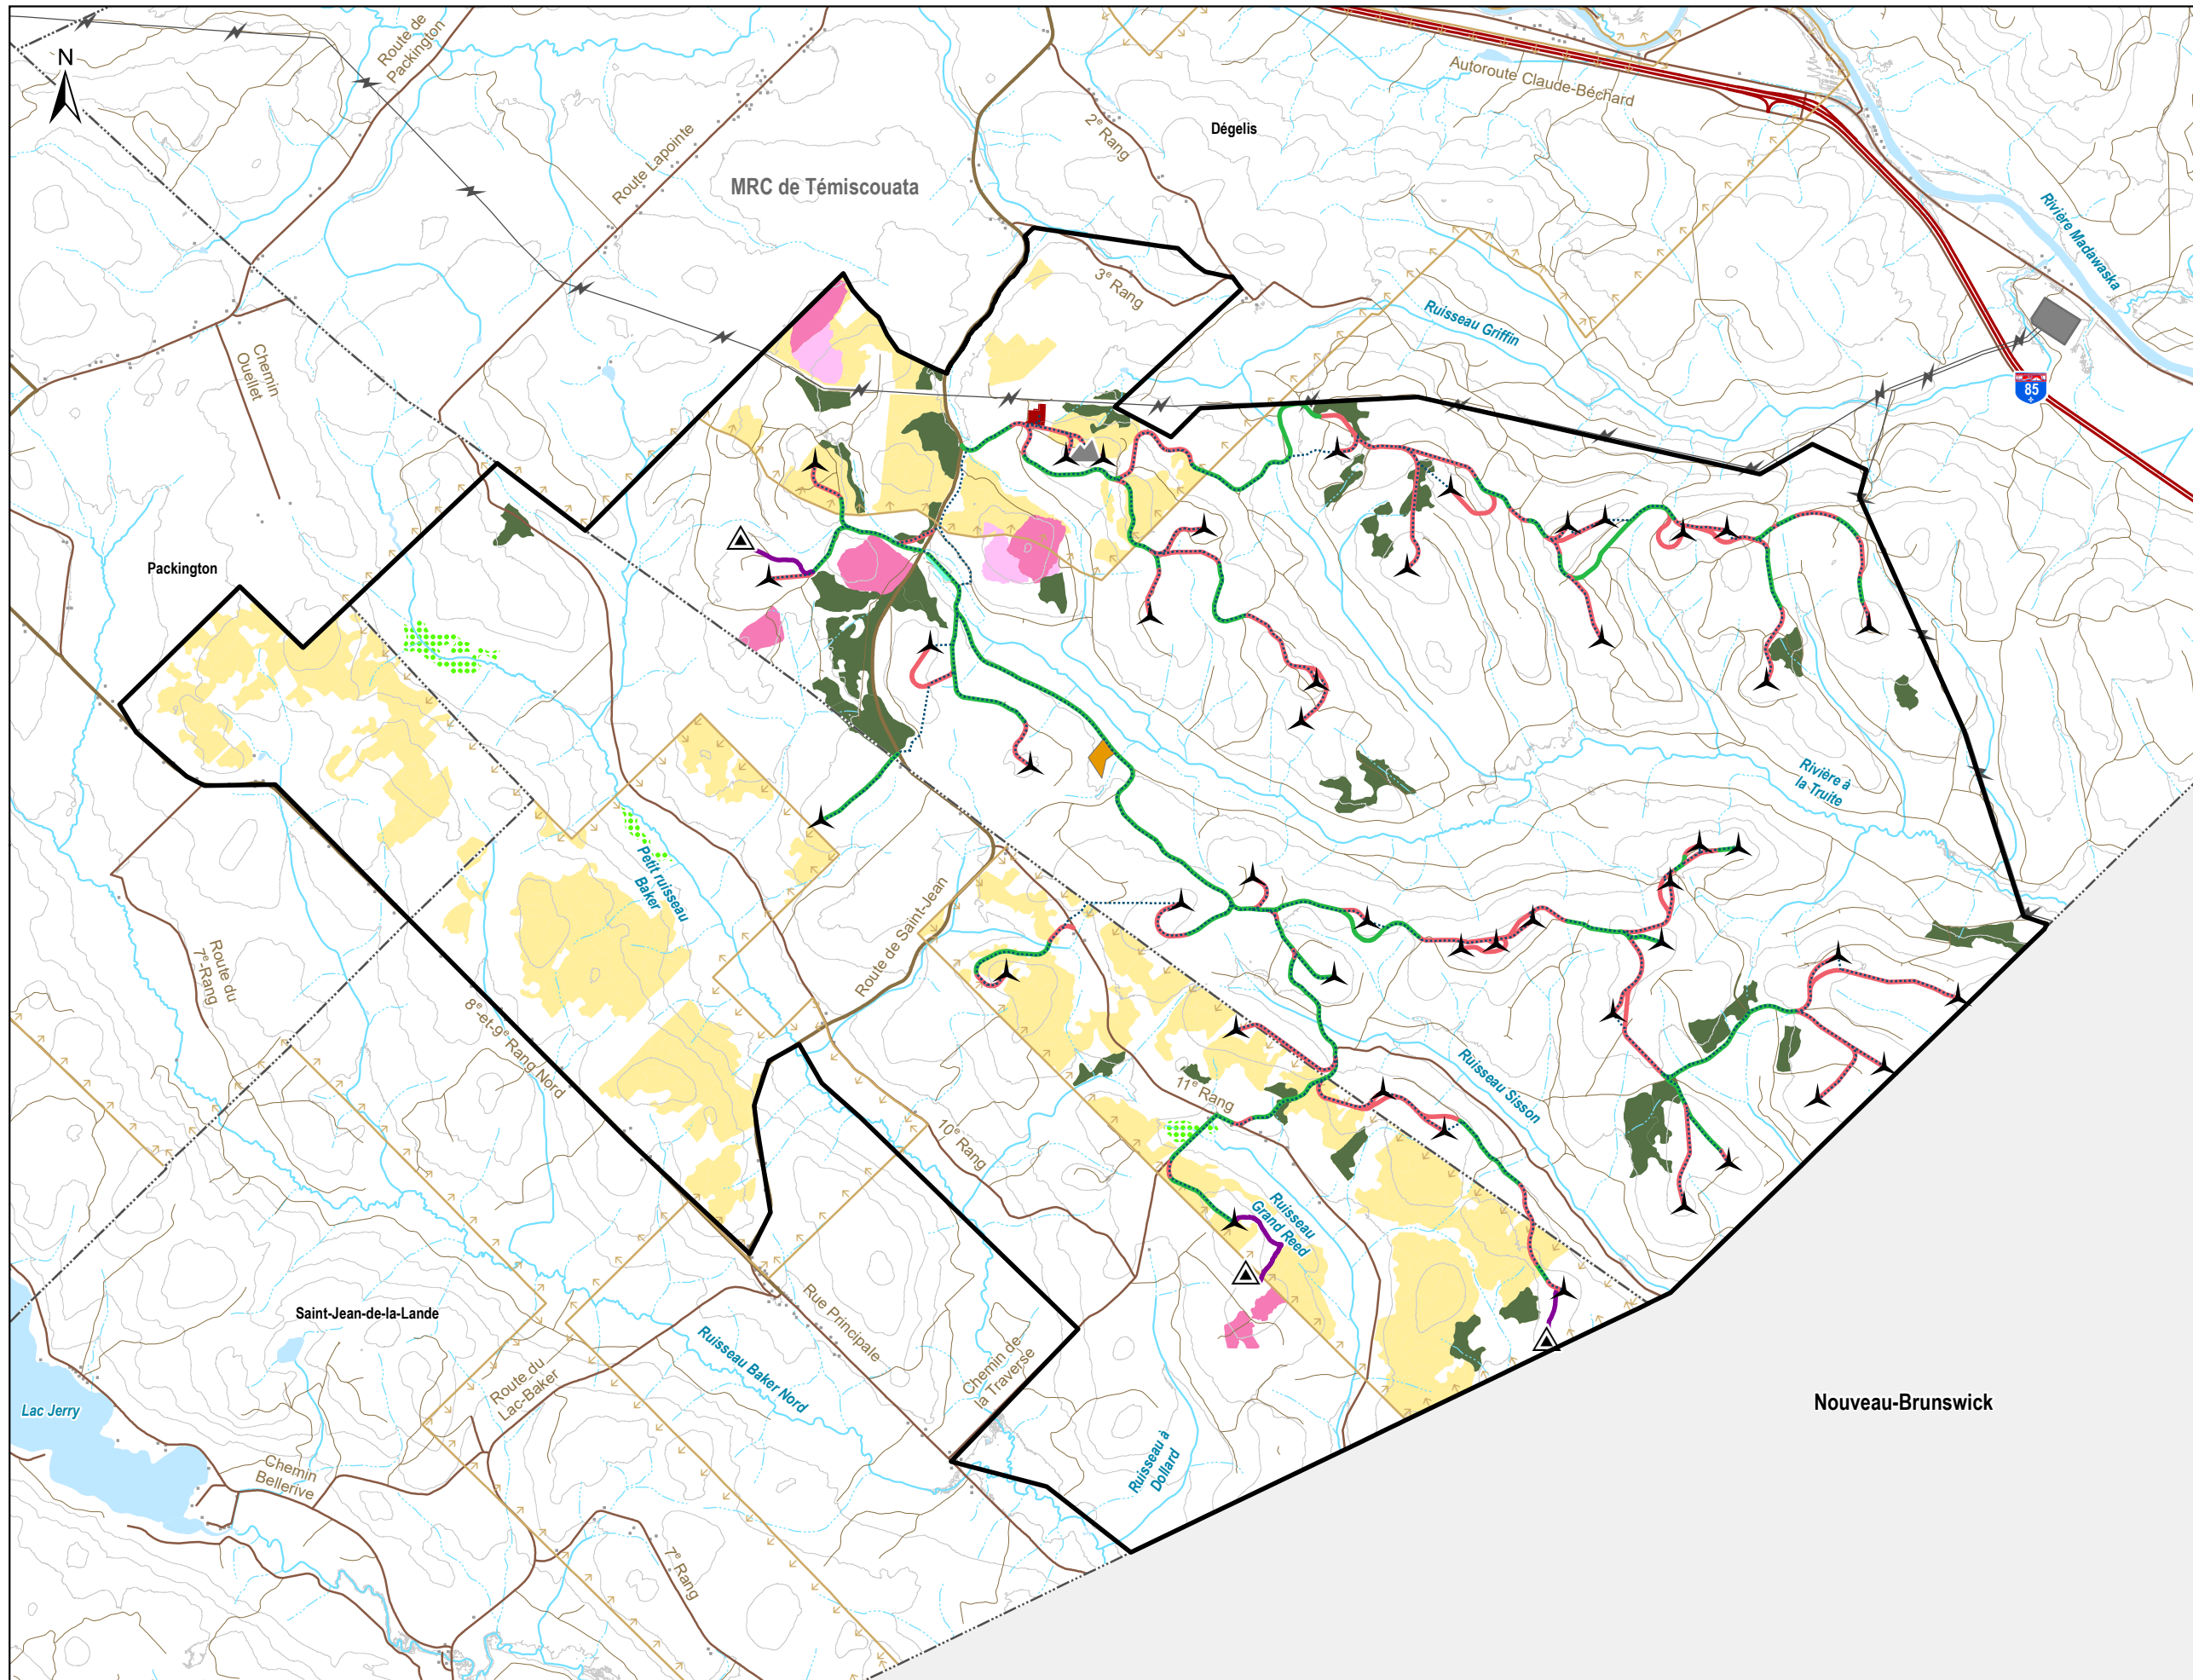 N
Route de
Packington
Route Lapointe
MRC de Témiscouata
2e Rang
Dégelis
Autoroute Claude-Béchard
Rivière Madawaska
3e Rang
Ruisseau Griffin
85
Chemin
Ouellet
Packington
Rivière à
la Truite
Petit ruisseau
Baker
Route de Saint-Jean
Route du
7e-Rang
8e-et-9e Rang Nord
11e Rang
Ruisseau Sisson
10e Rang
Ruisseau
Grand Reed
Saint-Jean-de-la-Lande
Rue Principale
Ruisseau Baker Nord
Chemin de
la Traverse
Route du
Lac-Baker
Lac Jerry
Nouveau-Brunswick
Chemin
Bellerive
Ruisseau à
Dollard
7e Rang